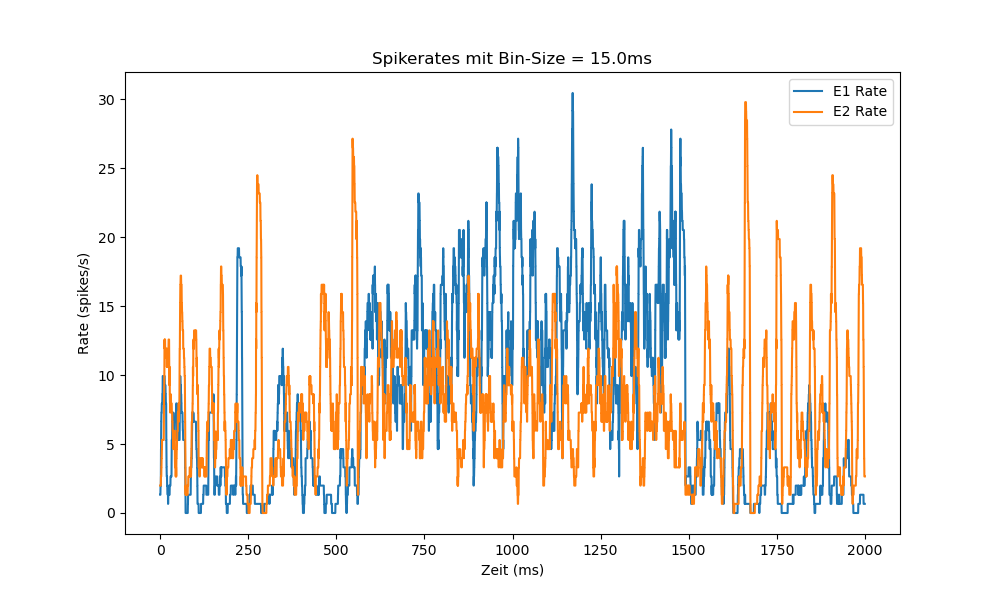 Spikerates mit Bin-Size = 15.0ms
E1 Rate
E2 Rate
Rate (spikes/s)
30
25
20
15
10
5
0
0 250 500 750 1000 1250 1500 1750 2000
Zeit (ms)